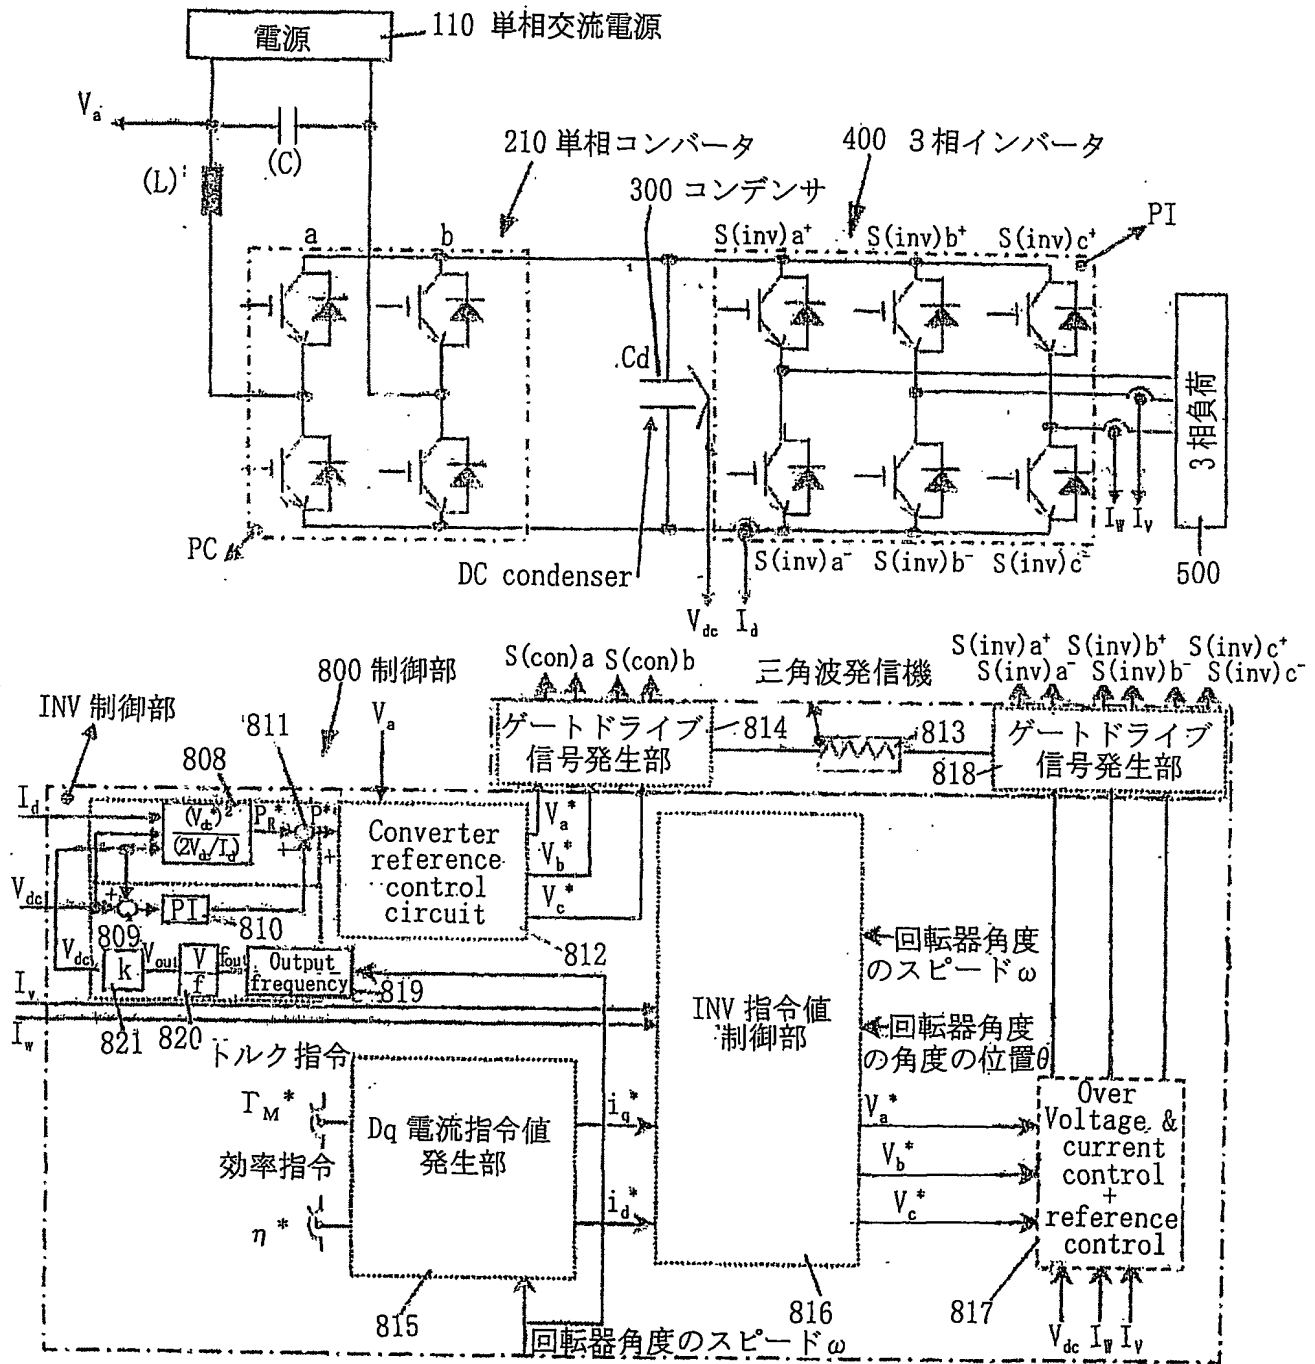 電源
110 単相交流電源
Va
(C)
(L)
210 単相コンバータ
400 3相インバータ
300 コンデンサ
PI
a
b
S(inv)a⁺
S(inv)b⁺
S(inv)c⁺
Cd
3相負荷
Iw Iv
PC
DC condenser
S(inv)a⁻
S(inv)b⁻
S(inv)c⁻
500
Vdc Id
S(con)a S(con)b
三角波発信機
S(inv)a⁺ S(inv)b⁺ S(inv)c⁺
S(inv)a⁻ S(inv)b⁻ S(inv)c⁻
800 制御部
INV 制御部
811
Va
ゲートドライブ
信号発生部
814
813
ゲートドライブ
信号発生部
818
808
Id
(Vdc*)²
(2Vdc/Id)
PR*
P*
+
+
Converter
reference
control
circuit
Va*
Vb*
Vc*
Vdc
+
PI
810
809
812
Vdc
k
Vout
V
f
fout
Output
frequency
819
821
820
Iv
Iw
INV 指令値
制御部
回転器角度
のスピード ω
回転器角度
の角度の位置θ
トルク指令
ΓM*
効率指令
η*
Dq 電流指令値
発生部
iq*
id*
Va*
Vb*
Vc*
Over
Voltage &
current
control
+
reference
control
815
816
817
回転器角度のスピード ω
Vdc Iw Iv